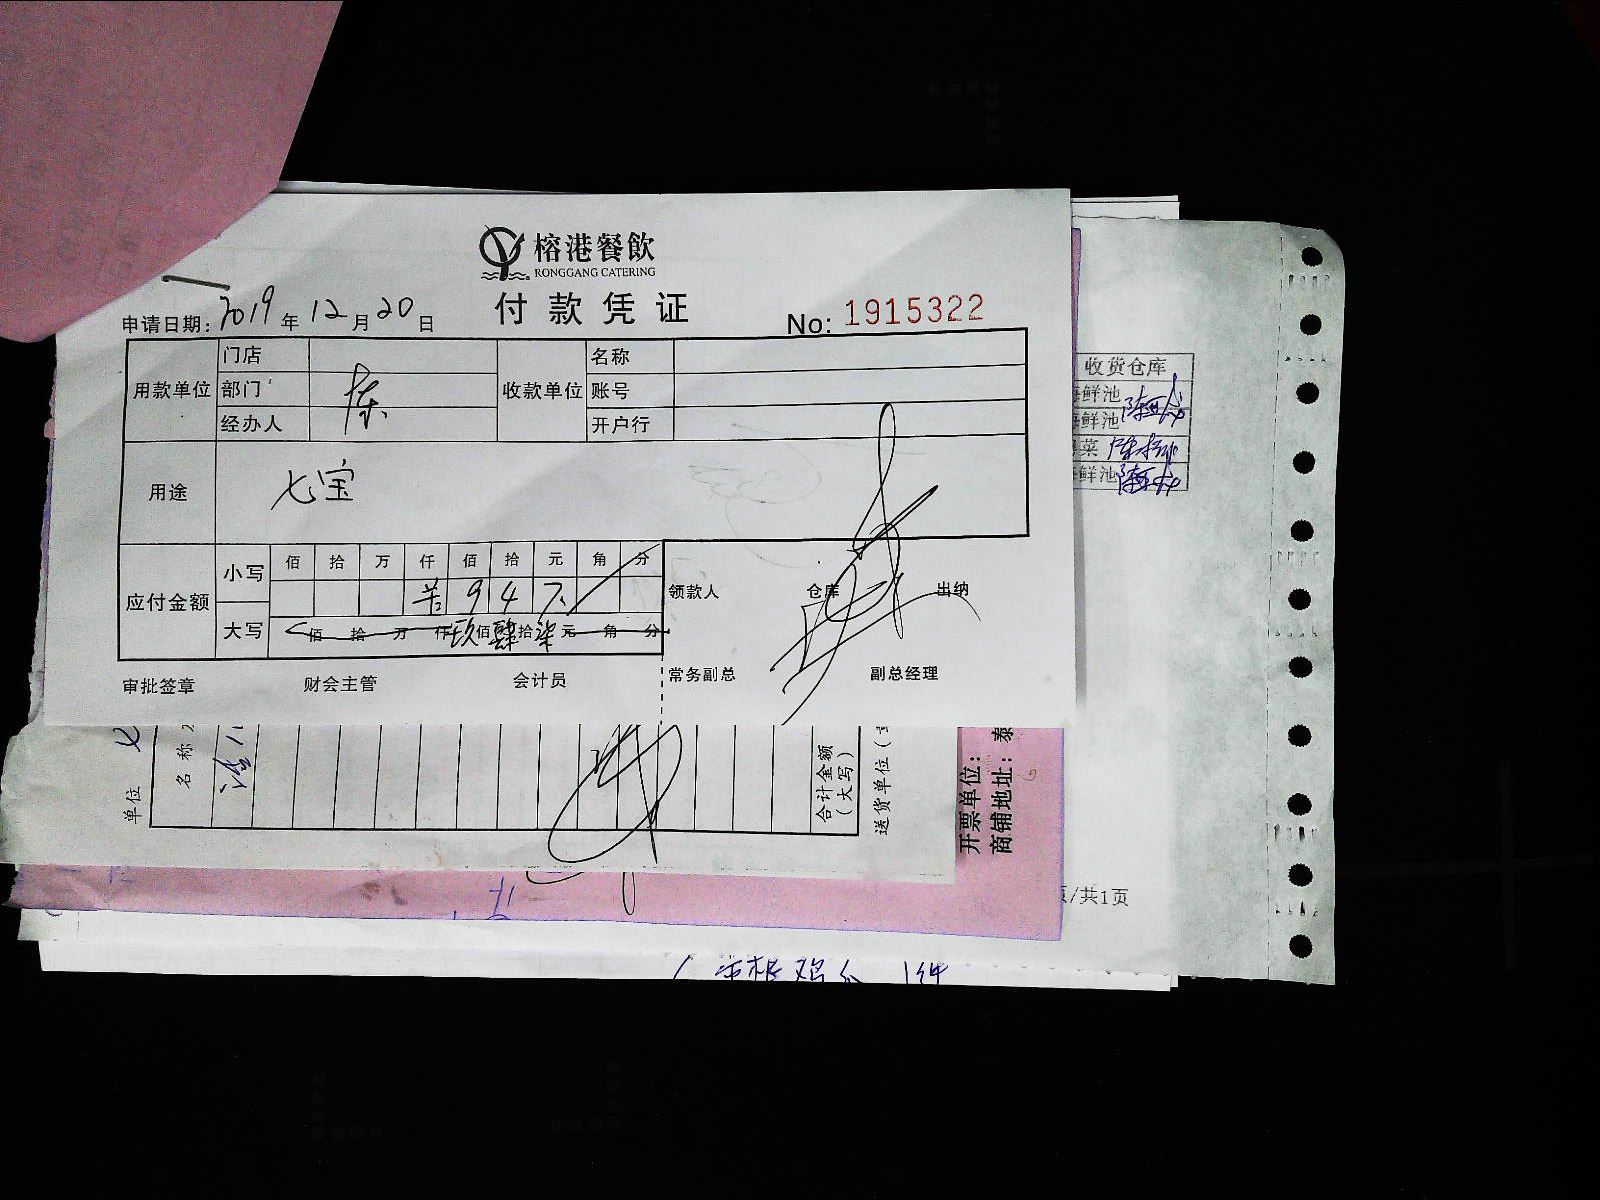 榕港餐飲
RONGGANG CATERING
付款凭证
申请日期: 2019 年 12 月 20 日
No: 1915322
用款单位 门店 收款单位 名称
部门 陈 账号
经办人 开户行
用途 七宝
应付金额 小写 佰 拾 万 仟 佰 拾 元 角 分
9 4 7
大写 佰 拾 万 仟 玖 佰 肆 拾 柒 元 角 分
领款人 仓库 出纳
审批签章 财会主管 会计员 常务副总 副总经理
收货仓库
鲜池
鲜池
菜
鲜池
单位 七
名称
合计金额
(大写)
送货单位
开票单位:
商铺地址: 泰
/共1页